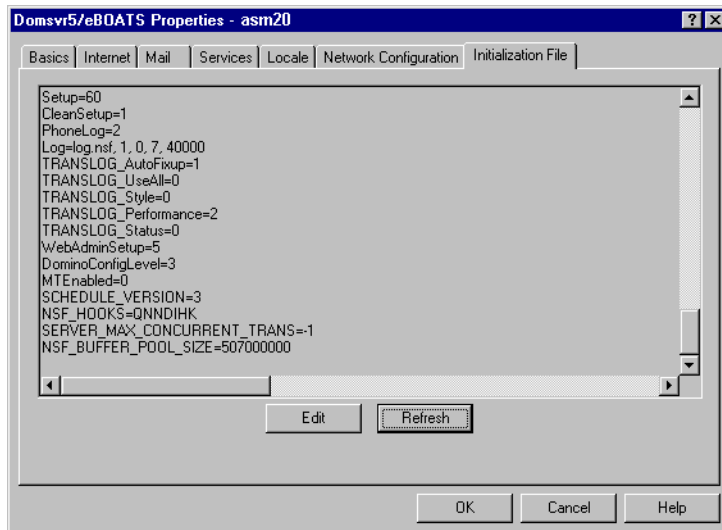 Domsvr5/eBOATS Properties - asm20
Basics Internet Mail Services Locale Network Configuration Initialization File
Setup=60
CleanSetup=1
PhoneLog=2
Log=log.nsf, 1, 0, 7, 40000
TRANSLOG_AutoFixup=1
TRANSLOG_UseAll=0
TRANSLOG_Style=0
TRANSLOG_Performance=2
TRANSLOG_Status=0
WebAdminSetup=5
DominoConfigLevel=3
MTEnabled=0
SCHEDULE_VERSION=3
NSF_HOOKS=QNNDIHK
SERVER_MAX_CONCURRENT_TRANS=-1
NSF_BUFFER_POOL_SIZE=507000000
Edit Refresh
OK Cancel Help